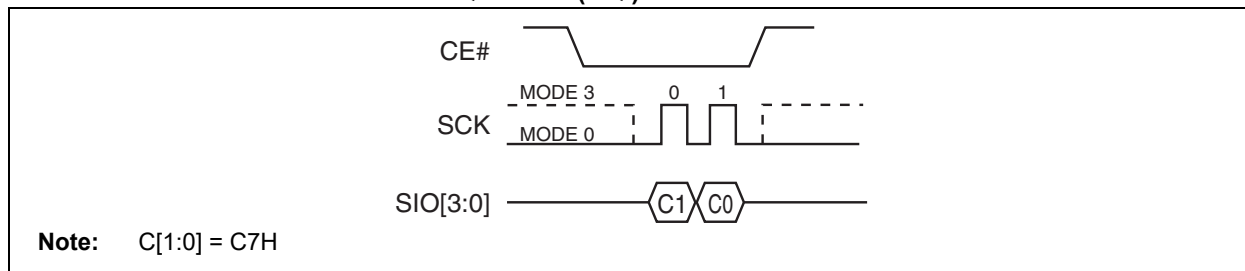 CE#
MODE 3 0 1
SCK
MODE 0
SIO[3:0] C1 C0
Note: C[1:0] = C7H